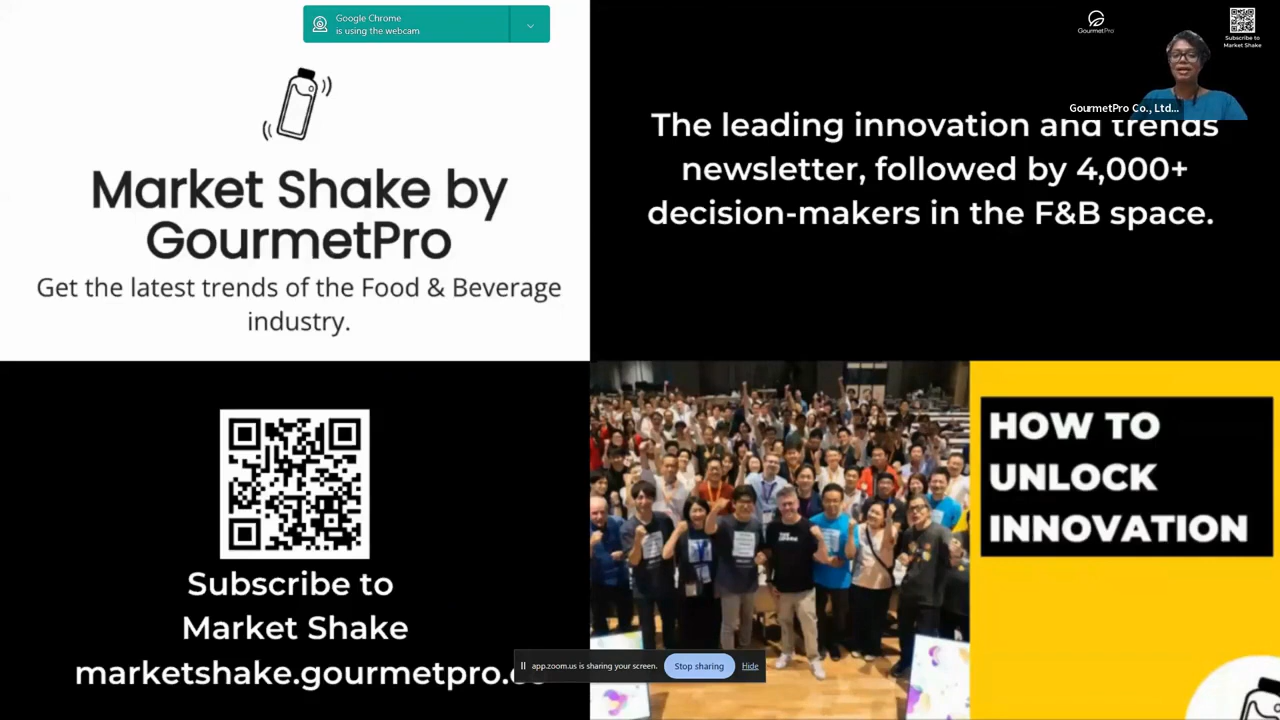 Google Chrome
is using the webcam
Market Shake by
GourmetPro
Get the latest trends of the Food & Beverage
industry.
GourmetPro
Subscribe to
Market Shake
GourmetPro Co., Ltd...
The leading innovation and trends
newsletter, followed by 4,000+
decision-makers in the F&B space.
Subscribe to
Market Shake
marketshake.gourmetpro.co
HOW TO
UNLOCK
INNOVATION
app.zoom.us is sharing your screen.
Stop sharing
Hide